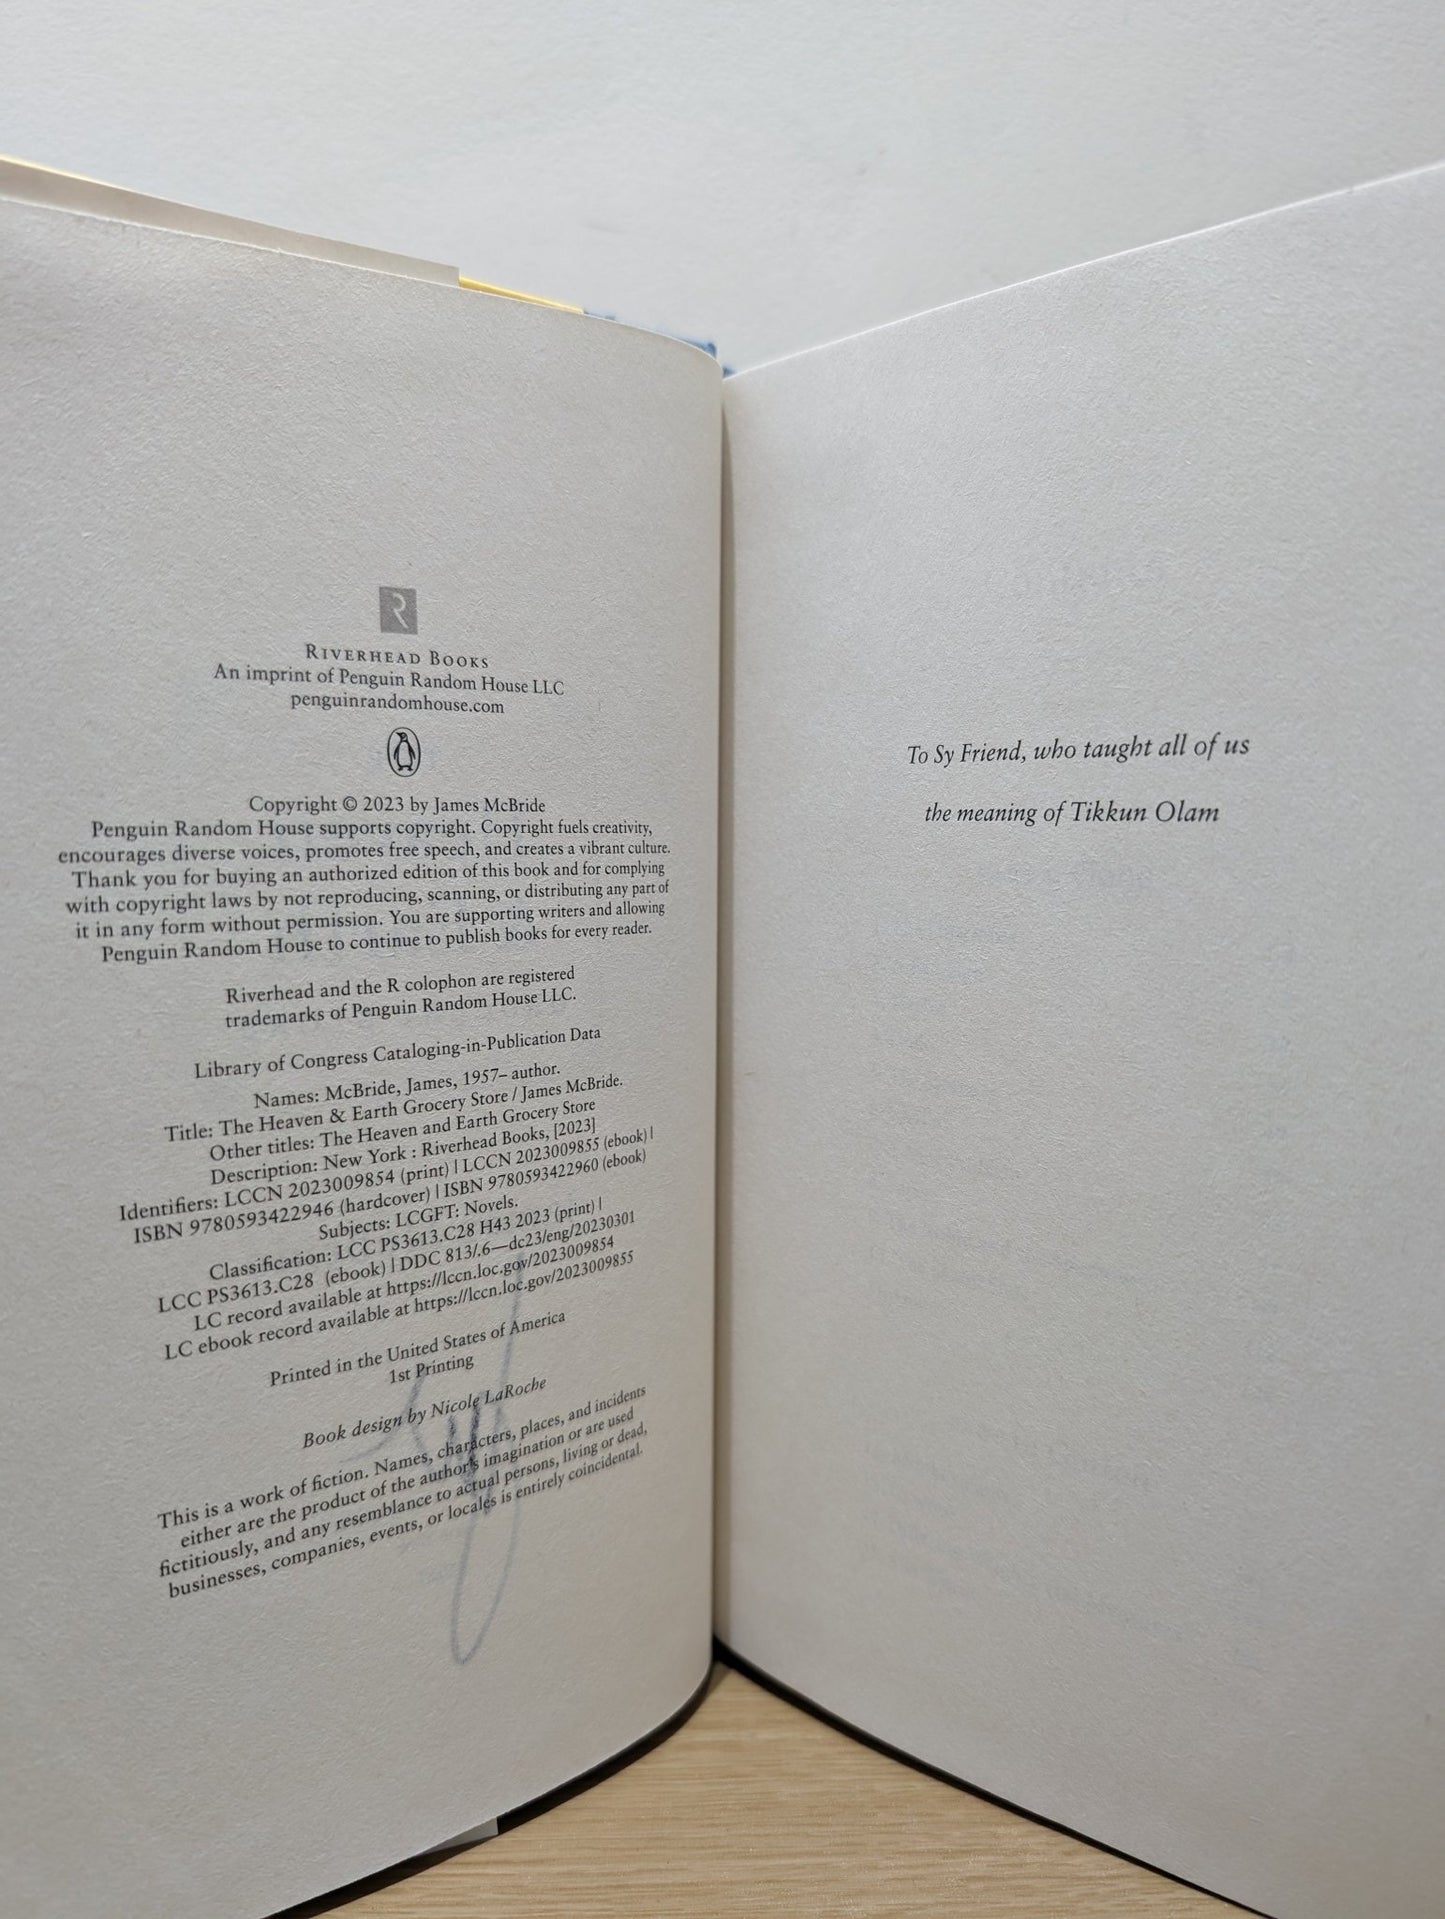 R
RIVERHEAD BOOKS
An imprint of Penguin Random House LLC
penguinrandomhouse.com
Copyright © 2023 by James McBride
Penguin Random House supports copyright. Copyright fuels creativity,
encourages diverse voices, promotes free speech, and creates a vibrant culture.
Thank you for buying an authorized edition of this book and for complying
with copyright laws by not reproducing, scanning, or distributing any part of
it in any form without permission. You are supporting writers and allowing
Penguin Random House to continue to publish books for every reader.
Riverhead and the R colophon are registered
trademarks of Penguin Random House LLC.
Library of Congress Cataloging-in-Publication Data
Names: McBride, James, 1957– author.
Title: The Heaven & Earth Grocery Store / James McBride.
Other titles: The Heaven and Earth Grocery Store
Description: New York : Riverhead Books, [2023]
Identifiers: LCCN 2023009854 (print) | LCCN 2023009855 (ebook) |
ISBN 9780593422946 (hardcover) | ISBN 9780593422960 (ebook)
Subjects: LCGFT: Novels.
Classification: LCC PS3613.C28 H43 2023 (print) |
LCC PS3613.C28 (ebook) | DDC 813/.6—dc23/eng/20230301
LC record available at https://lccn.loc.gov/2023009854
LC ebook record available at https://lccn.loc.gov/2023009855
Printed in the United States of America
1st Printing
Book design by Nicole LaRoche
This is a work of fiction. Names, characters, places, and incidents
either are the product of the author's imagination or are used
fictitiously, and any resemblance to actual persons, living or dead,
businesses, companies, events, or locales is entirely coincidental.
To Sy Friend, who taught all of us
the meaning of Tikkun Olam